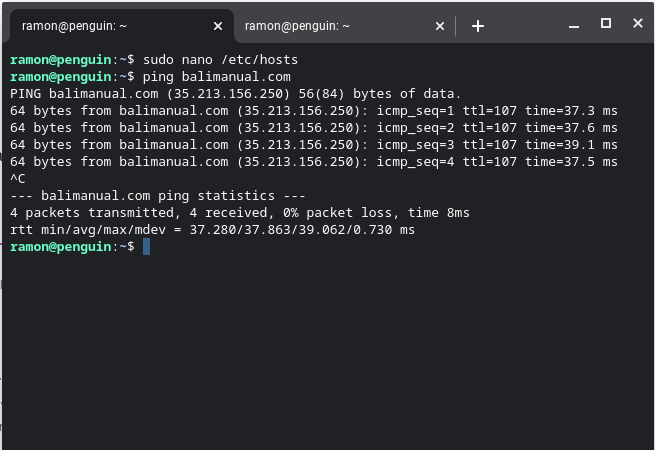 ramon@penguin: ~ ramon@penguin: ~
ramon@penguin:~$ sudo nano /etc/hosts
ramon@penguin:~$ ping balimanual.com
PING balimanual.com (35.213.156.250) 56(84) bytes of data.
64 bytes from balimanual.com (35.213.156.250): icmp_seq=1 ttl=107 time=37.3 ms
64 bytes from balimanual.com (35.213.156.250): icmp_seq=2 ttl=107 time=37.6 ms
64 bytes from balimanual.com (35.213.156.250): icmp_seq=3 ttl=107 time=39.1 ms
64 bytes from balimanual.com (35.213.156.250): icmp_seq=4 ttl=107 time=37.5 ms
^C
--- balimanual.com ping statistics ---
4 packets transmitted, 4 received, 0% packet loss, time 8ms
rtt min/avg/max/mdev = 37.280/37.863/39.062/0.730 ms
ramon@penguin:~$